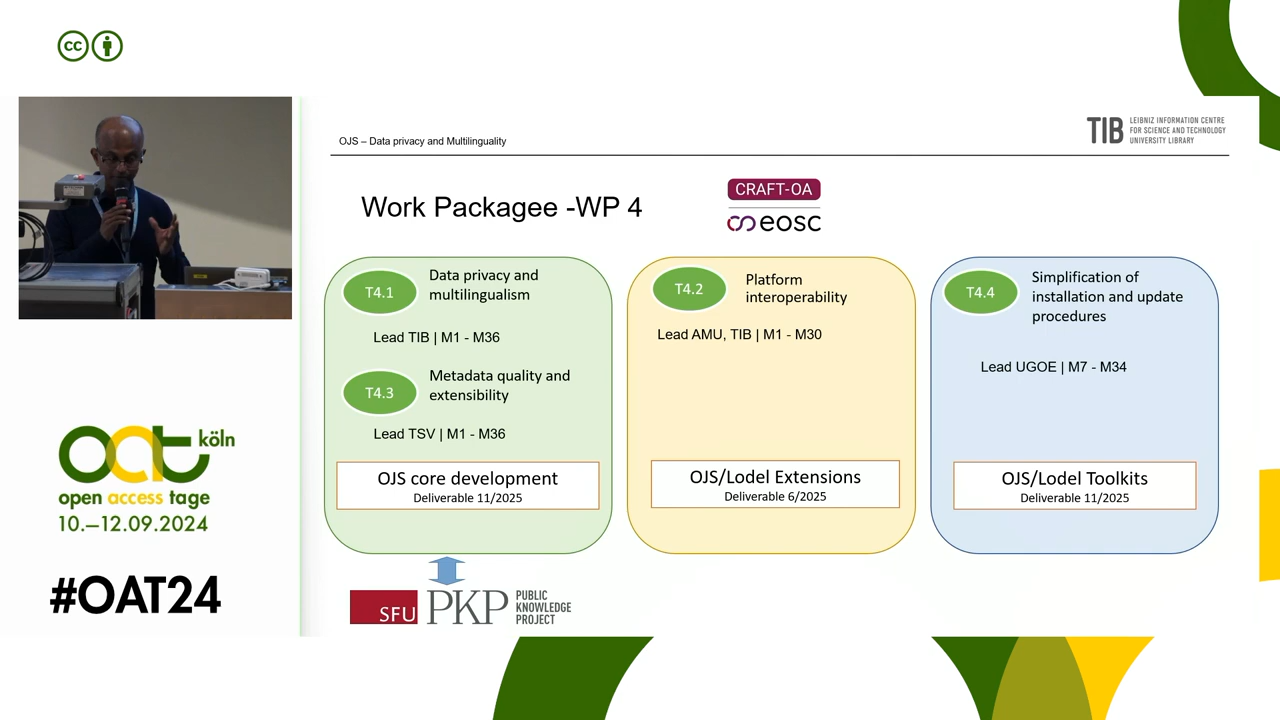 cc
OJS – Data privacy and Multilinguality
TIB
LEIBNIZ INFORMATION CENTRE
FOR SCIENCE AND TECHNOLOGY
UNIVERSITY LIBRARY
Work Packagee -WP 4
CRAFT-OA
eosc
T4.1
Data privacy and
multilingualism
Lead TIB | M1 - M36
T4.3
Metadata quality and
extensibility
Lead TSV | M1 - M36
OJS core development
Deliverable 11/2025
T4.2
Platform
interoperability
Lead AMU, TIB | M1 - M30
OJS/Lodel Extensions
Deliverable 6/2025
T4.4
Simplification of
installation and update
procedures
Lead UGOE | M7 - M34
OJS/Lodel Toolkits
Deliverable 11/2025
SFU
PKP
PUBLIC
KNOWLEDGE
PROJECT
oat köln
open access tage
10.–12.09.2024
#OAT24